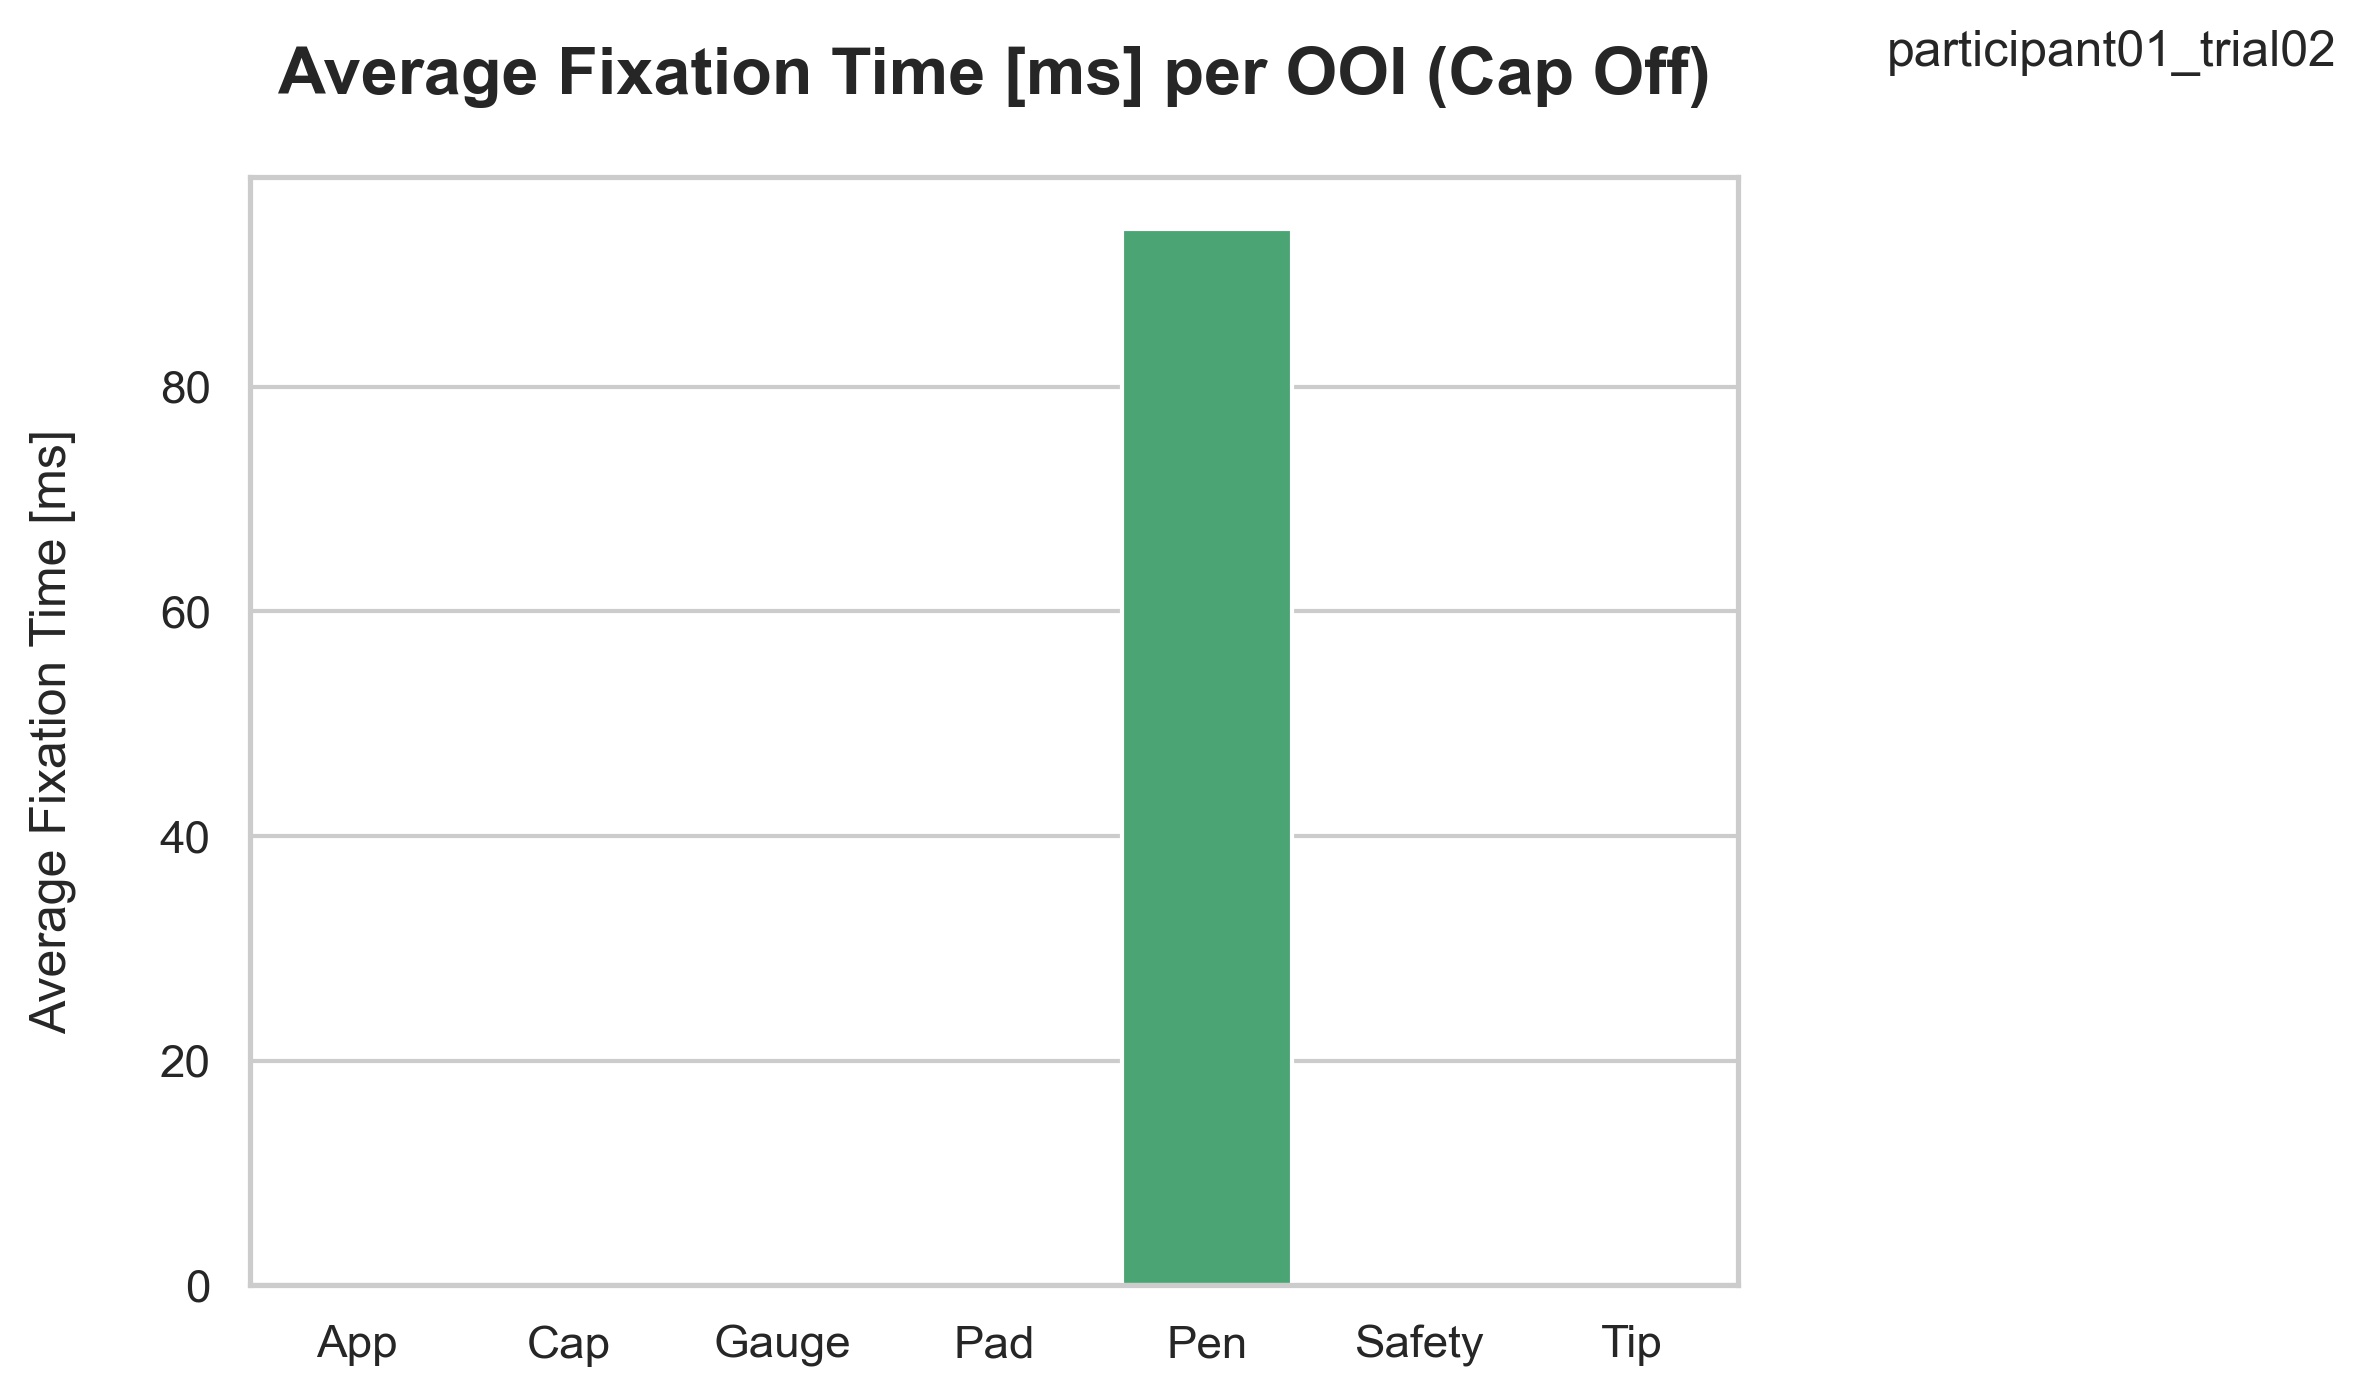 Average Fixation Time [ms] per OOI (Cap Off)
participant01_trial02
Average Fixation Time [ms]
80
60
40
20
0
App Cap Gauge Pad Pen Safety Tip